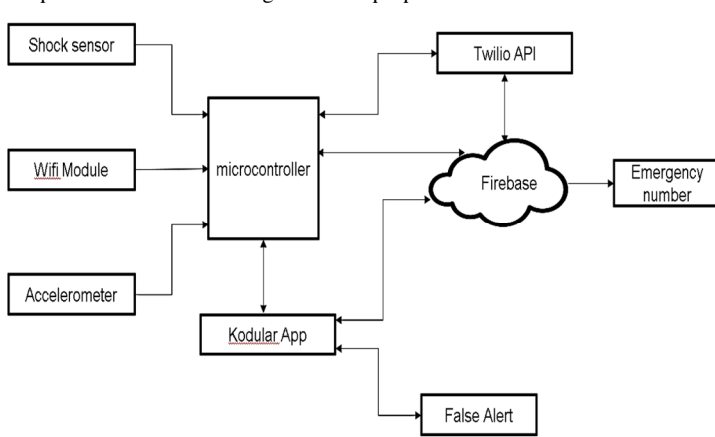 Shock sensor
Twilio API
Wifi Module
microcontroller
Firebase
Emergency
number
Accelerometer
Kodular App
False Alert